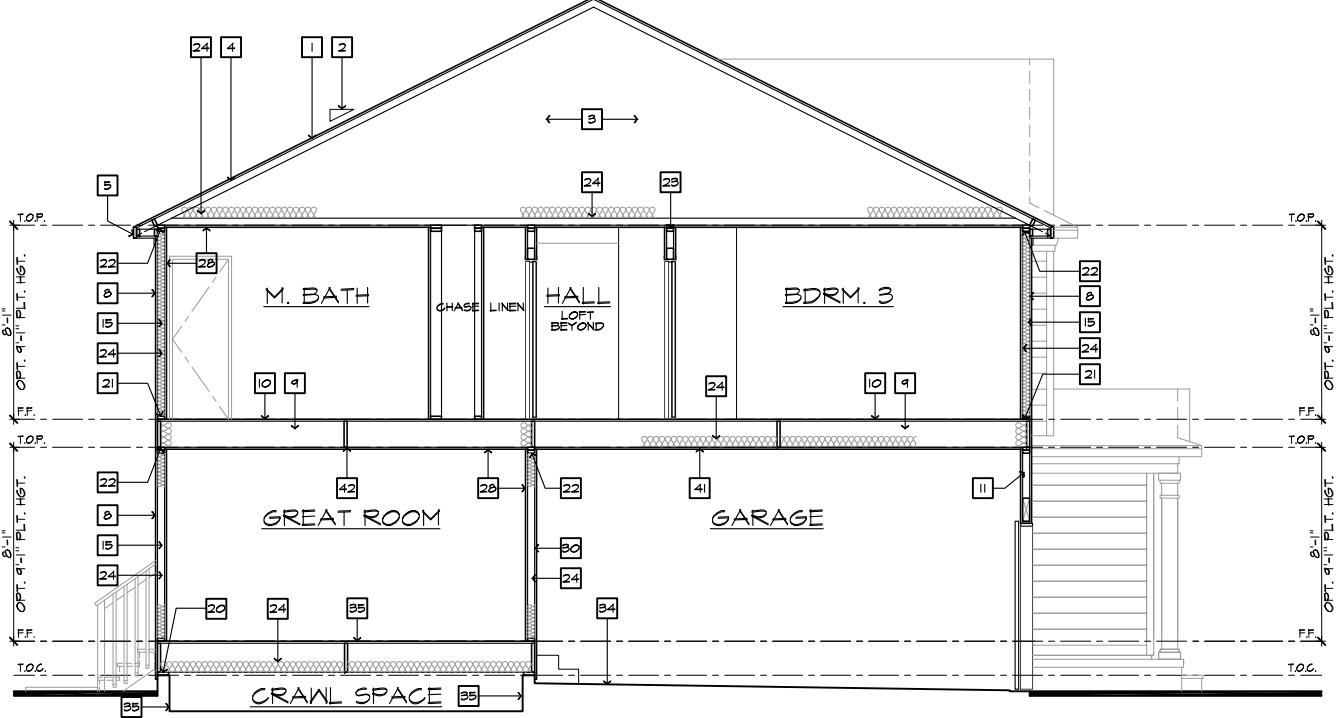 24 4 1 2
3
5
24 23
T.O.P. T.O.P.
22 28 22
8 8
M. BATH CHASE LINEN HALL BDRM. 3
LOFT
BEYOND
15 15
24 24
21 10 9 24 10 9 21
8'-1" 8'-1"
OPT. 9'-1" PLT. HGT. OPT. 9'-1" PLT. HGT.
F.F. F.F.
T.O.P. T.O.P.
22 42 28 22 41 11
8
GREAT ROOM GARAGE
15 30
24 24
8'-1" 8'-1"
OPT. 9'-1" PLT. HGT. OPT. 9'-1" PLT. HGT.
20 24 35 34
F.F. F.F.
T.O.C. T.O.C.
CRAWL SPACE 35
35